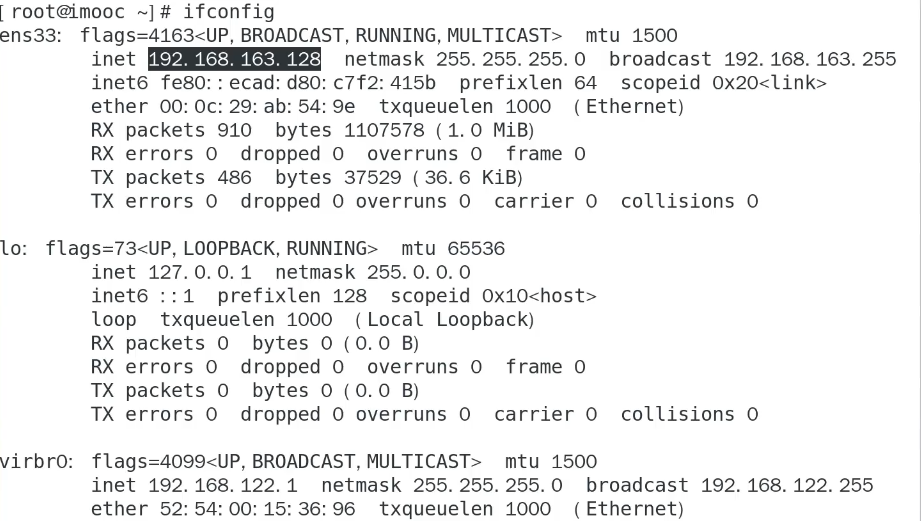 [root@imooc ~]# ifconfig
ens33: flags=4163<UP,BROADCAST,RUNNING,MULTICAST>  mtu 1500
        inet 192.168.163.128  netmask 255.255.255.0  broadcast 192.168.163.255
        inet6 fe80::ecad:d80:c7f2:415b  prefixlen 64  scopeid 0x20<link>
        ether 00:0c:29:ab:54:9e  txqueuelen 1000  (Ethernet)
        RX packets 910  bytes 1107578 (1.0 MiB)
        RX errors 0  dropped 0  overruns 0  frame 0
        TX packets 486  bytes 37529 (36.6 KiB)
        TX errors 0  dropped 0 overruns 0  carrier 0  collisions 0

lo: flags=73<UP,LOOPBACK,RUNNING>  mtu 65536
        inet 127.0.0.1  netmask 255.0.0.0
        inet6 ::1  prefixlen 128  scopeid 0x10<host>
        loop  txqueuelen 1000  (Local Loopback)
        RX packets 0  bytes 0 (0.0 B)
        RX errors 0  dropped 0  overruns 0  frame 0
        TX packets 0  bytes 0 (0.0 B)
        TX errors 0  dropped 0 overruns 0  carrier 0  collisions 0

virbr0: flags=4099<UP,BROADCAST,MULTICAST>  mtu 1500
        inet 192.168.122.1  netmask 255.255.255.0  broadcast 192.168.122.255
        ether 52:54:00:15:36:96  txqueuelen 1000  (Ethernet)